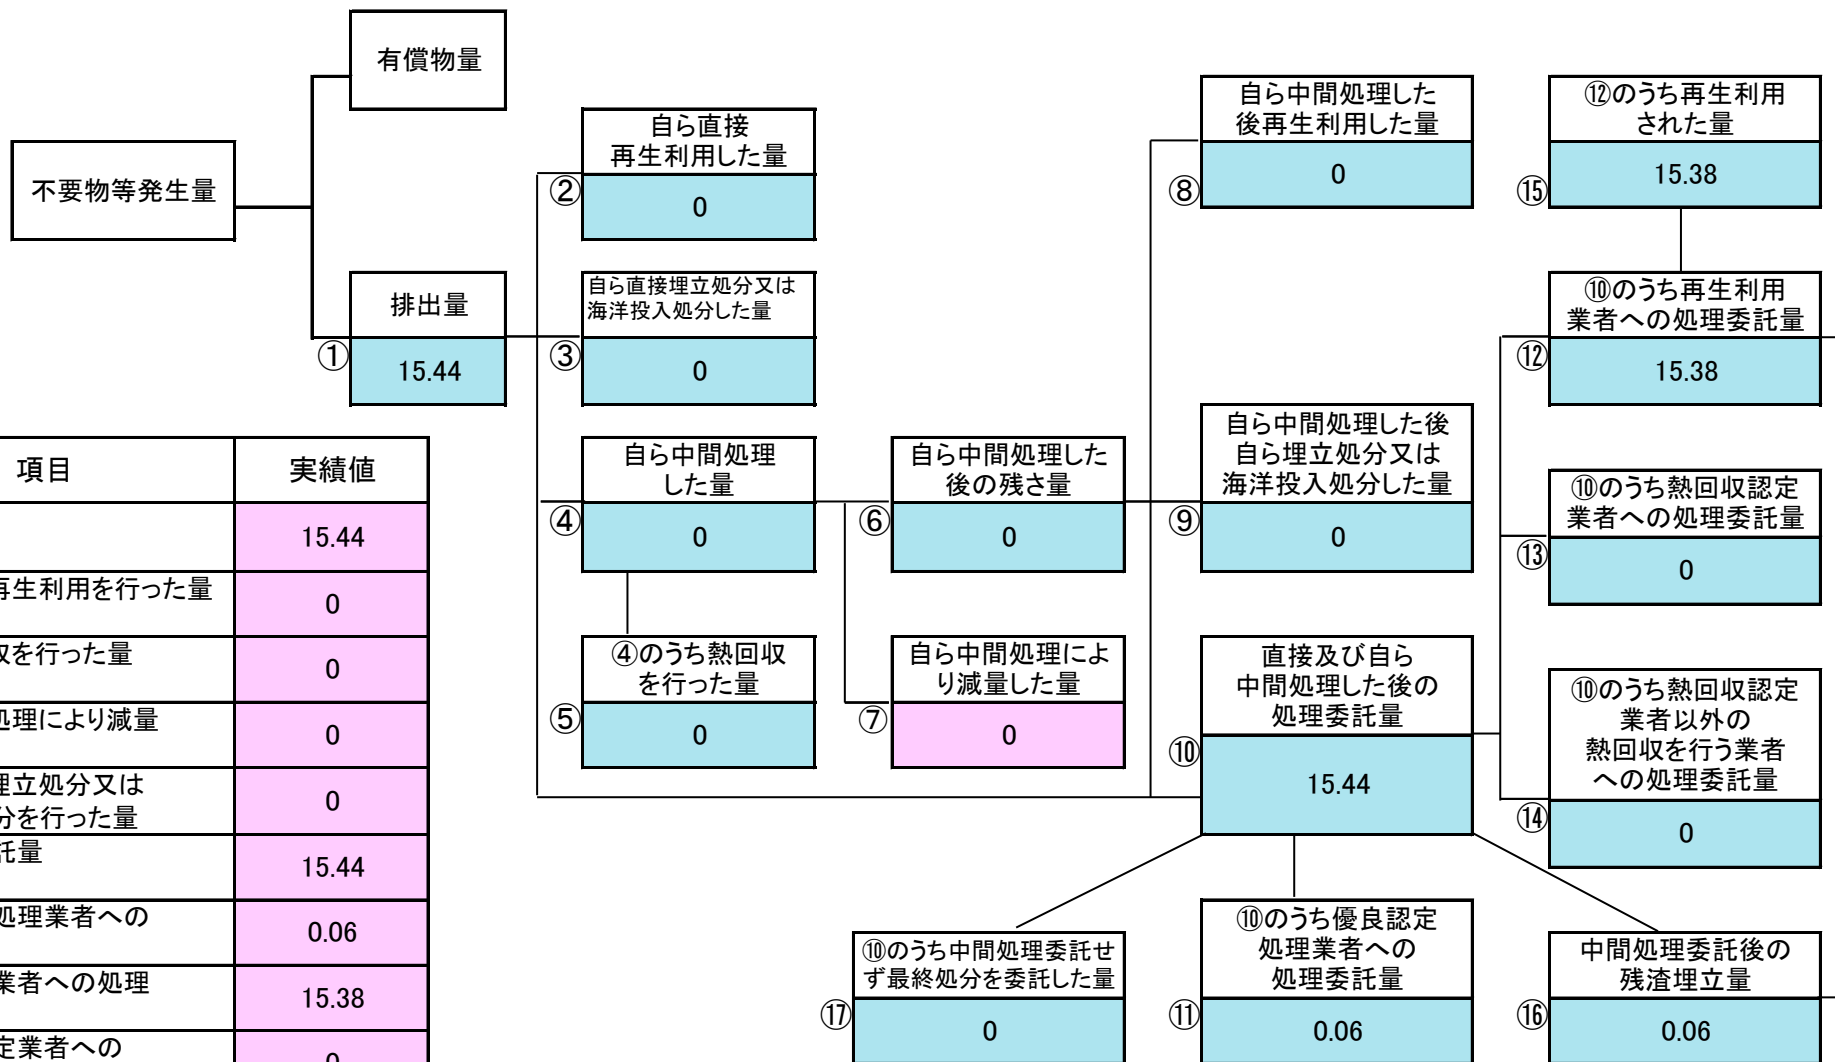 有償物量
不要物等発生量
排出量
①
15.44
自ら直接
再生利用した量
②
0
自ら直接埋立処分又は
海洋投入処分した量
③
0
自ら中間処理
した量
④
0
④のうち熱回収
を行った量
⑤
0
自ら中間処理した
後の残さ量
⑥
0
自ら中間処理によ
り減量した量
⑦
0
自ら中間処理した
後再生利用した量
⑧
0
自ら中間処理した後
自ら埋立処分又は
海洋投入処分した量
⑨
0
直接及び自ら
中間処理した後の
処理委託量
⑩
15.44
⑫のうち再生利用
された量
⑮
15.38
⑩のうち再生利用
業者への処理委託量
⑫
15.38
⑩のうち熱回収認定
業者への処理委託量
⑬
0
⑩のうち熱回収認定
業者以外の
熱回収を行う業者
への処理委託量
⑭
0
⑩のうち中間処理委託せ
ず最終処分を委託した量
⑰
0
⑩のうち優良認定
処理業者への
処理委託量
⑪
0.06
中間処理委託後の
残渣埋立量
⑯
0.06
項目 実績値
15.44
再生利用を行った量 0
を行った量 0
処理により減量 0
埋立処分又は
を行った量 0
託量 15.44
処理業者への 0.06
業者への処理 15.38
定業者への 0